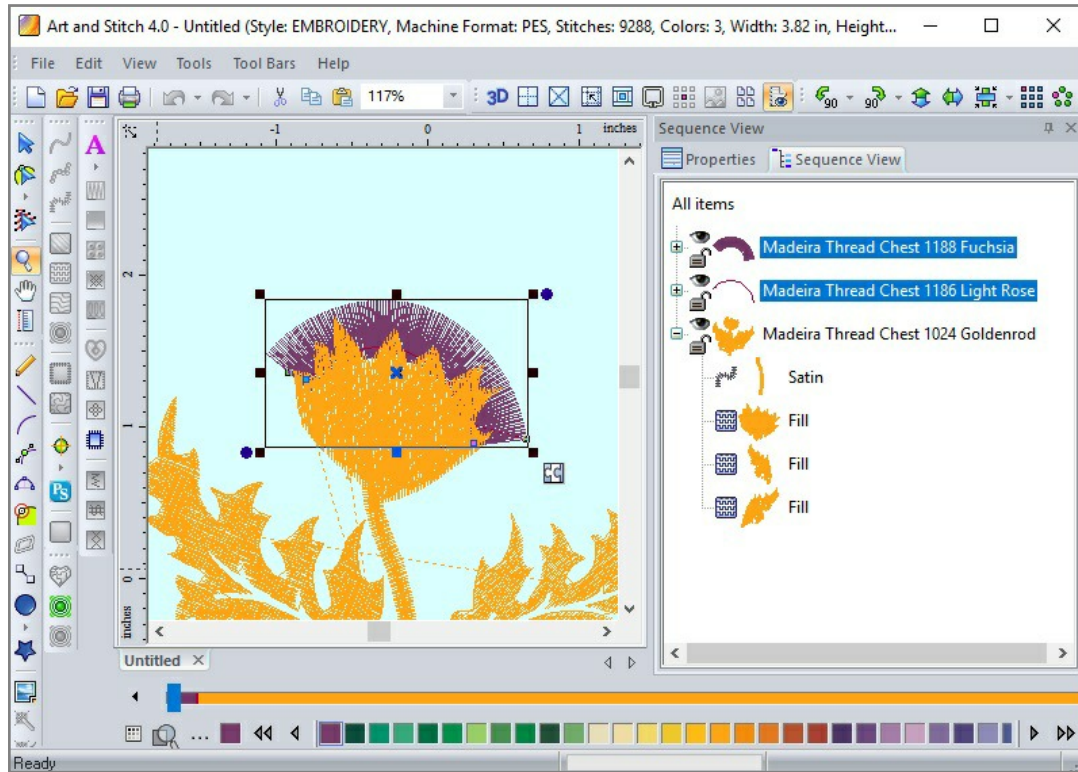 Art and Stitch 4.0 - Untitled (Style: EMBROIDERY, Machine Format: PES, Stitches: 9288, Colors: 3, Width: 3.82 in, Height...
File Edit View Tools Tool Bars Help
117% 3D 90 90
-1 0 1 inches
Sequence View
Properties Sequence View
A
All items
Madeira Thread Chest 1188 Fuchsia
2
Madeira Thread Chest 1186 Light Rose
Madeira Thread Chest 1024 Goldenrod
Satin
1
Fill
Fill
PS
Fill
0
inches
Untitled
...
Ready